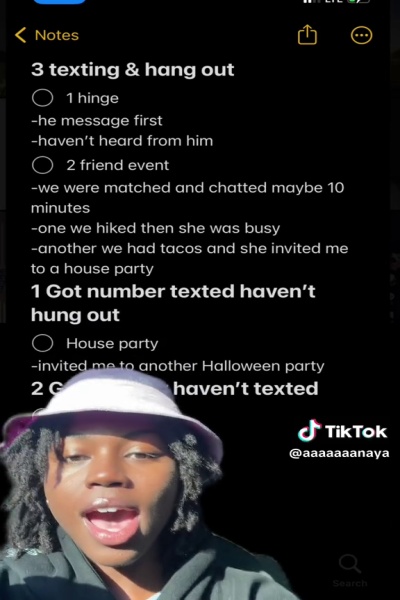 Notes
3 texting & hang out
1 hinge
-he message first
-haven't heard from him
2 friend event
-we were matched and chatted maybe 10
minutes
-one we hiked then she was busy
-another we had tacos and she invited me
to a house party
1 Got number texted haven't
hung out
House party
-invited me to another Halloween party
2 G haven't texted
TikTok
@aaaaaaanaya
Search